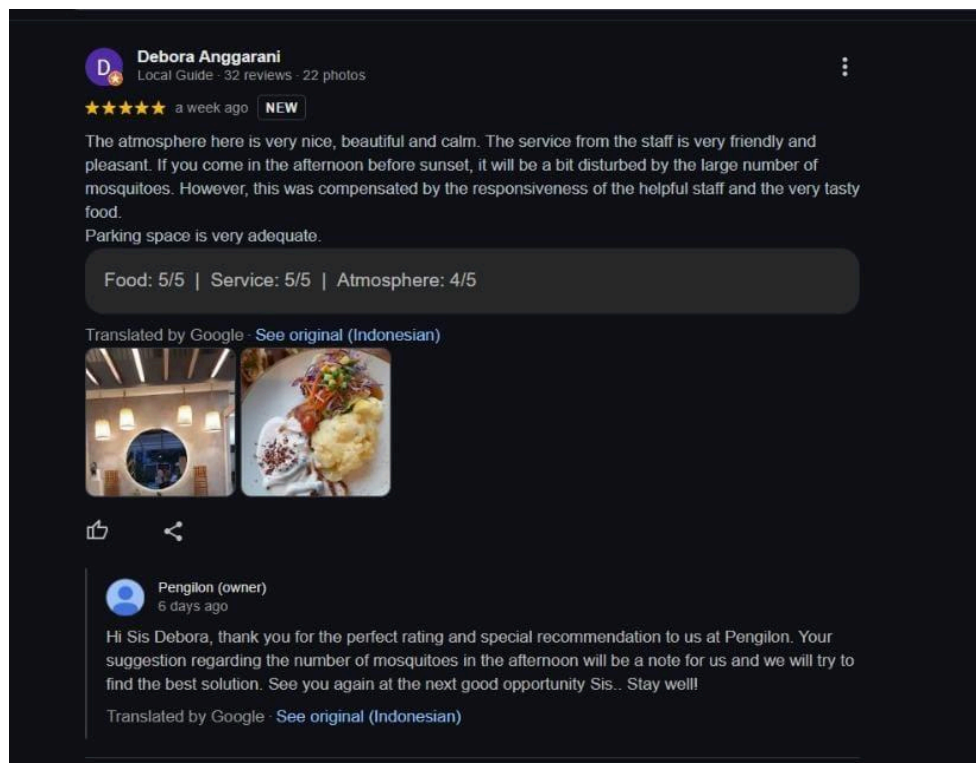 D
Debora Anggarani
Local Guide · 32 reviews · 22 photos
a week ago NEW
The atmosphere here is very nice, beautiful and calm. The service from the staff is very friendly and
pleasant. If you come in the afternoon before sunset, it will be a bit disturbed by the large number of
mosquitoes. However, this was compensated by the responsiveness of the helpful staff and the very tasty
food.
Parking space is very adequate.
Food: 5/5 | Service: 5/5 | Atmosphere: 4/5
Translated by Google · See original (Indonesian)
Pengilon (owner)
6 days ago
Hi Sis Debora, thank you for the perfect rating and special recommendation to us at Pengilon. Your
suggestion regarding the number of mosquitoes in the afternoon will be a note for us and we will try to
find the best solution. See you again at the next good opportunity Sis.. Stay well!
Translated by Google · See original (Indonesian)